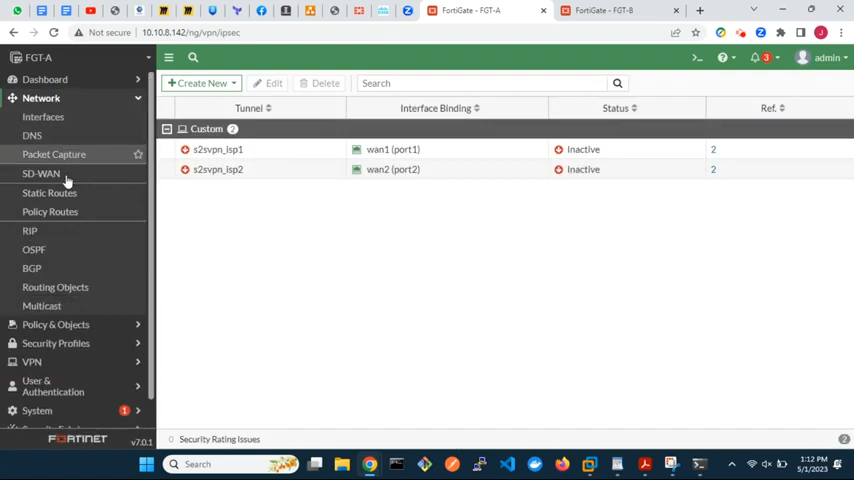 FortiGate - FGT-A
FortiGate - FGT-B
Not secure
10.10.8.142/ng/vpn/ipsec
J
FGT-A
3
admin
Dashboard
Network
Interfaces
DNS
Packet Capture
SD-WAN
Static Routes
Policy Routes
RIP
OSPF
BGP
Routing Objects
Multicast
Policy & Objects
Security Profiles
VPN
User &
Authentication
System
1
FORTINET
v7.0.1
Create New
Edit
Delete
Search
Tunnel
Interface Binding
Status
Ref.
Custom 2
s2svpn_isp1
wan1 (port1)
Inactive
2
s2svpn_isp2
wan2 (port2)
Inactive
2
0 Security Rating Issues
2
Search
1:12 PM
5/1/2023